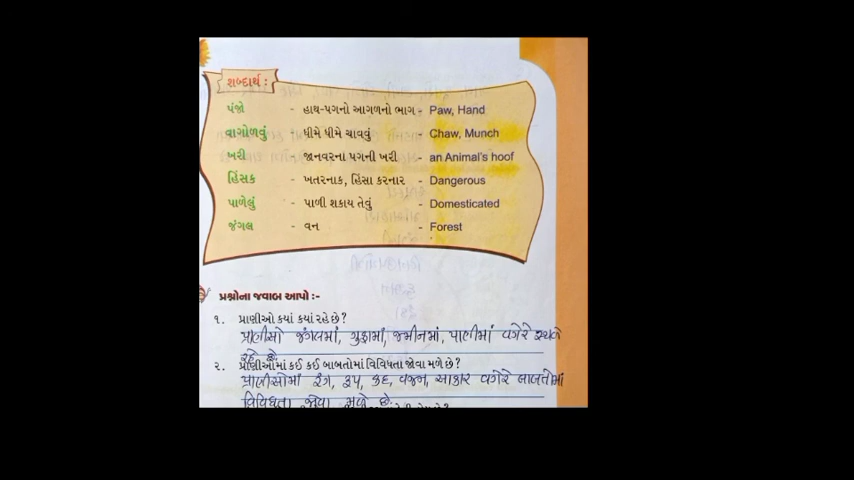 શબ્દાર્થ :
પંજો - હાથ-પગનો આગળનો ભાગ - Paw, Hand
વાગોળવું - ધીમે ધીમે ચાવવું - Chaw, Munch
ખરી - જાનવરના પગની ખરી - an Animal's hoof
હિંસક - ખતરનાક, હિંસા કરનાર - Dangerous
પાળેલું - પાળી શકાય તેવું - Domesticated
જંગલ - વન - Forest
પ્રશ્નોના જવાબ આપો :-
૧. પ્રાણીઓ કયાં કયાં રહે છે?
પ્રાણીઓ જંગલમાં, ગુફામાં, જમીનમાં, પાણીમાં વગેરે સ્થળે
રહે છે.
૨. પ્રાણીઓમાં કઈ કઈ બાબતોમાં વિવિધતા જોવા મળે છે?
પ્રાણીઓમાં રંગ, રૂપ, કદ, વજન, આકાર વગેરે બાબતોમાં
વિવિધતા જોવા મળે છે.